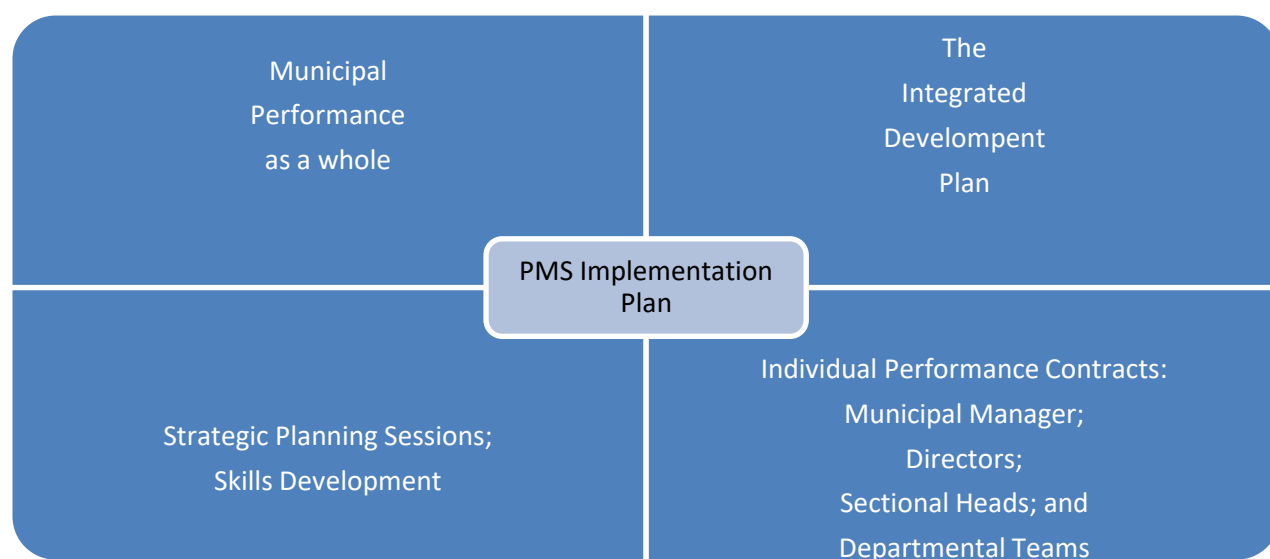 Municipal
Performance
as a whole
The
Integrated
Develompent
Plan
PMS Implementation
Plan
Strategic Planning Sessions;
Skills Development
Individual Performance Contracts:
Municipal Manager;
Directors;
Sectional Heads; and
Departmental Teams